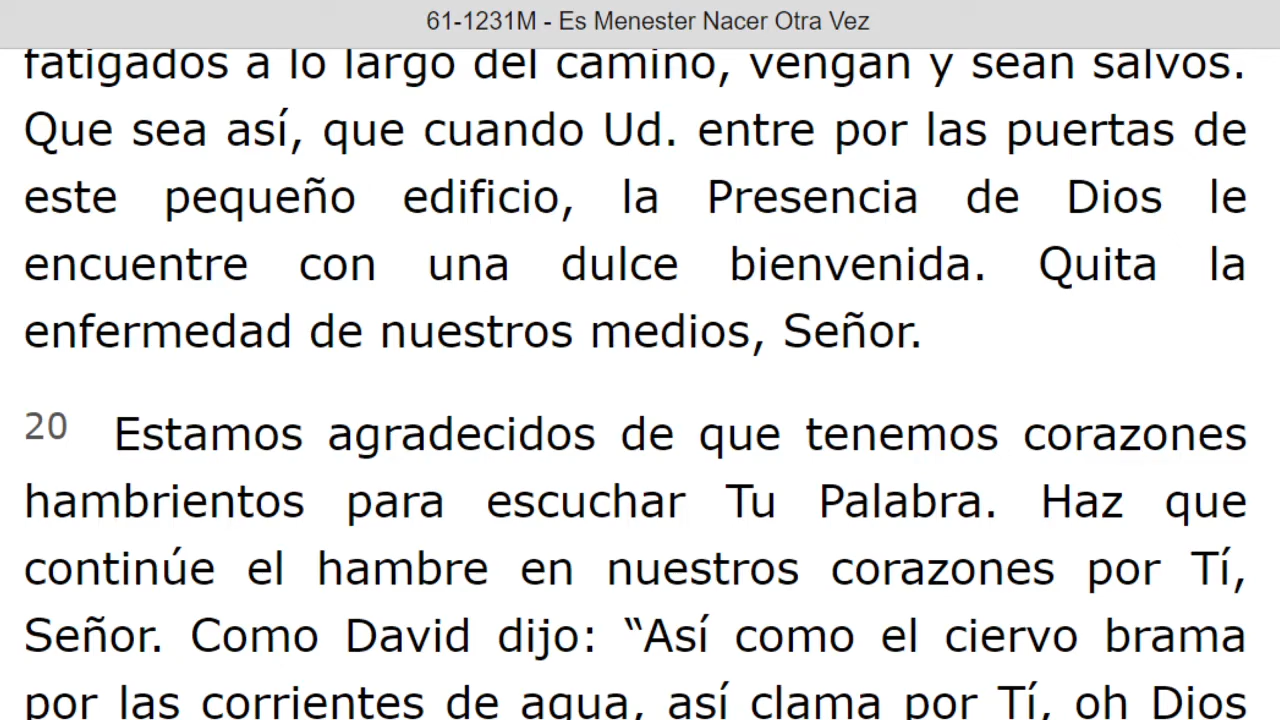 61-1231M - Es Menester Nacer Otra Vez
fatigados a lo largo del camino, vengan y sean salvos.
Que sea así, que cuando Ud. entre por las puertas de
este pequeño edificio, la Presencia de Dios le
encuentre con una dulce bienvenida. Quita la
enfermedad de nuestros medios, Señor.
20 Estamos agradecidos de que tenemos corazones
hambrientos para escuchar Tu Palabra. Haz que
continúe el hambre en nuestros corazones por Tí,
Señor. Como David dijo: “Así como el ciervo brama
por las corrientes de agua, así clama por Tí, oh Dios